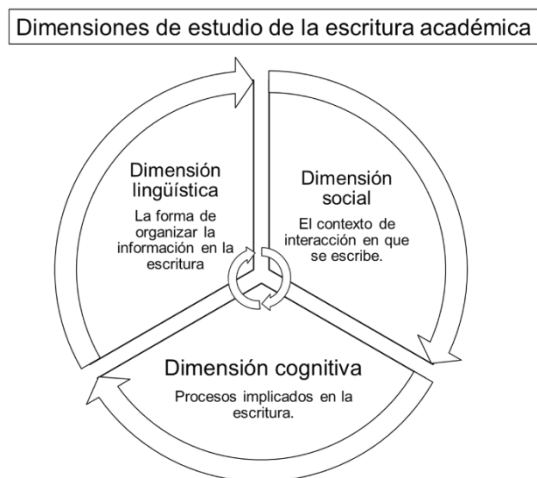 Dimensiones de estudio de la escritura académica
Dimensión
lingüística
La forma de
organizar la
información en la
escritura
Dimensión
social
El contexto de
interacción en que
se escribe.
Dimensión cognitiva
Procesos implicados en la
escritura.